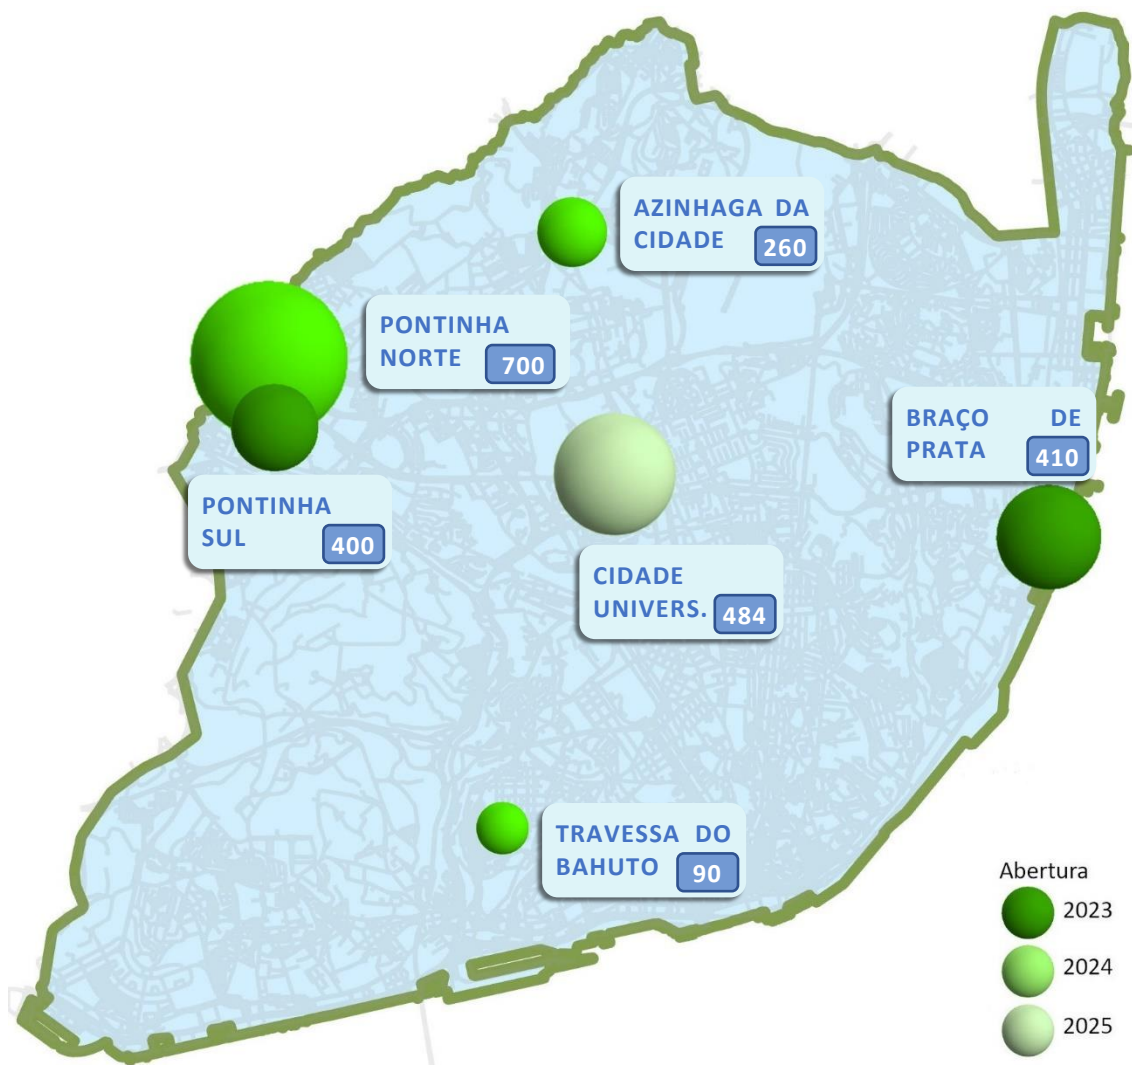 AZINHAGA DA
CIDADE 260
PONTINHA
NORTE 700
BRAÇO DE
PRATA 410
PONTINHA
SUL 400
CIDADE
UNIVERS. 484
TRAVESSA DO
BAHUTO 90
Abertura
2023
2024
2025